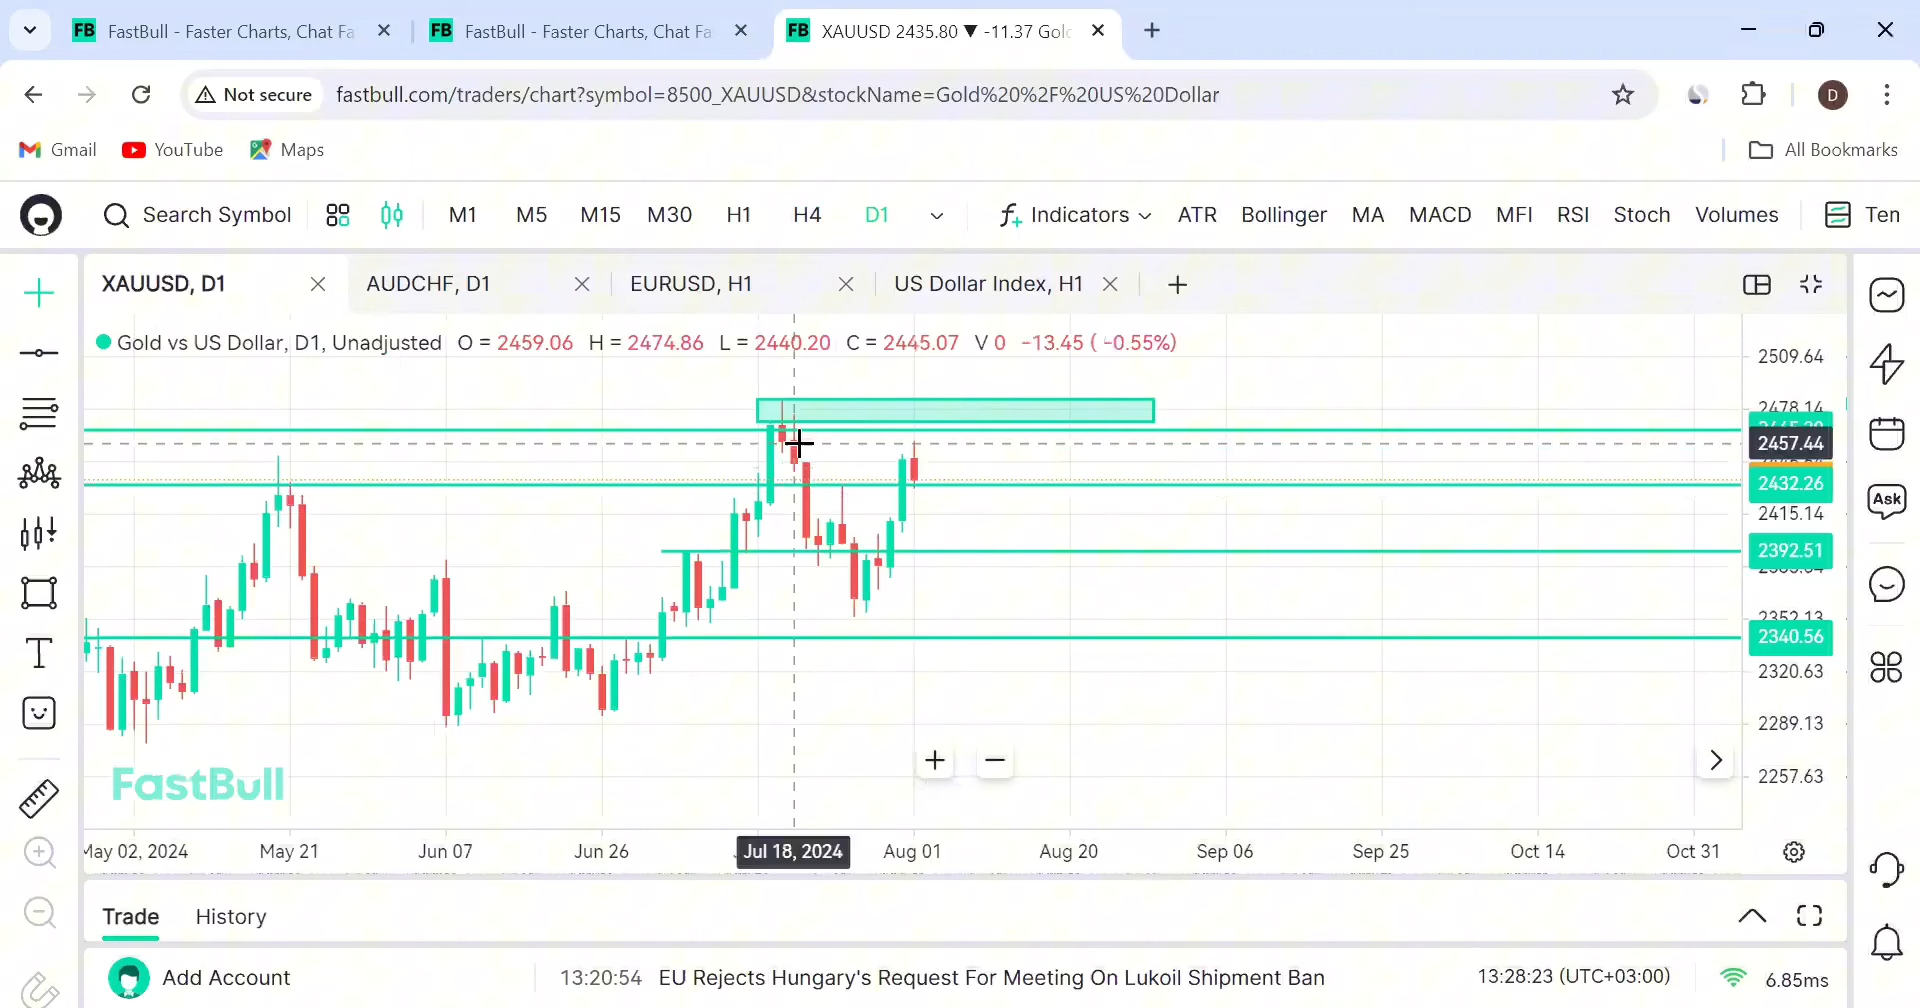 FB FastBull - Faster Charts, Chat Fa
FB FastBull - Faster Charts, Chat Fa
FB XAUUSD 2435.80 ▼ -11.37 Gol
Not secure
fastbull.com/traders/chart?symbol=8500_XAUUSD&stockName=Gold%20%2F%20US%20Dollar
D
Gmail
YouTube
Maps
All Bookmarks
Search Symbol
M1 M5 M15 M30 H1 H4 D1
Indicators
ATR Bollinger MA MACD MFI RSI Stoch Volumes
Ten
XAUUSD, D1
AUDCHF, D1
EURUSD, H1
US Dollar Index, H1
Gold vs US Dollar, D1, Unadjusted O = 2459.06 H = 2474.86 L = 2440.20 C = 2445.07 V 0 -13.45 ( -0.55%)
2509.64
2478.14
2457.44
2432.26
2415.14
2392.51
2352.13
2340.56
2320.63
2289.13
2257.63
Ask
FastBull
May 02, 2024
May 21
Jun 07
Jun 26
Jul 18, 2024
Aug 01
Aug 20
Sep 06
Sep 25
Oct 14
Oct 31
Trade
History
Add Account
13:20:54 EU Rejects Hungary's Request For Meeting On Lukoil Shipment Ban
13:28:23 (UTC+03:00)
6.85ms